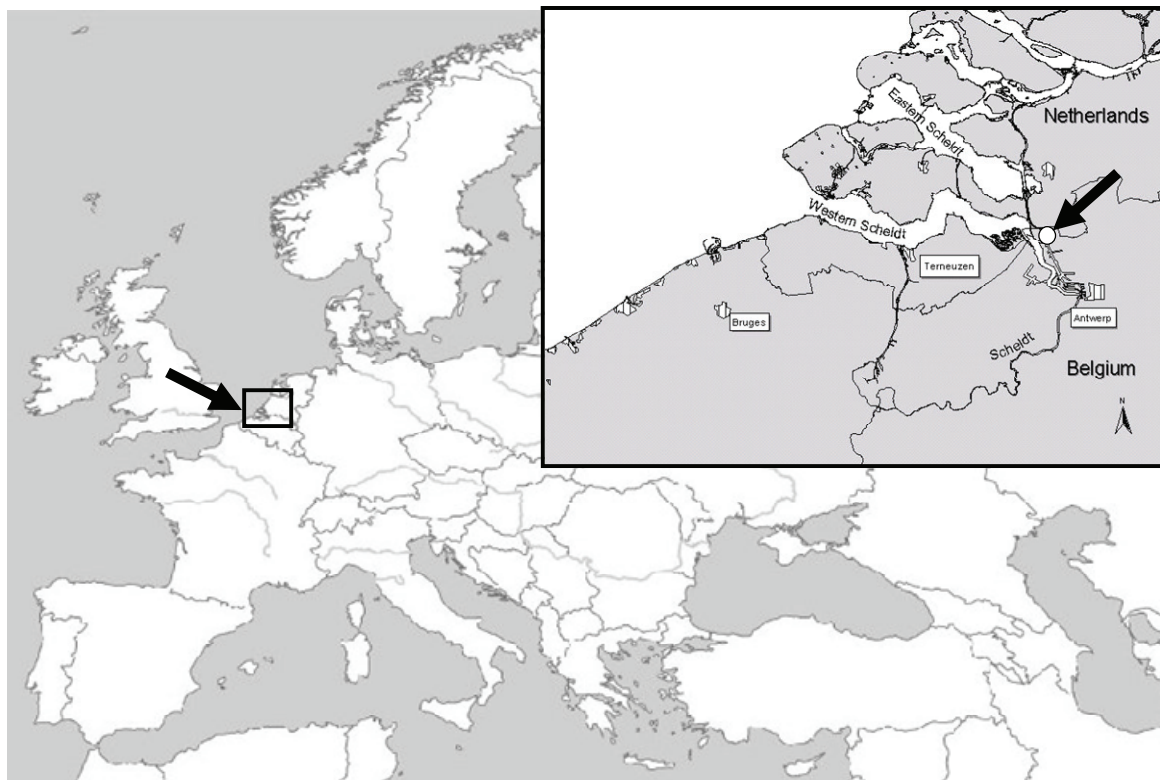 Netherlands
Eastern Scheldt
Western Scheldt
Terneuzen
Bruges
Antwerp
Scheldt
Belgium
N